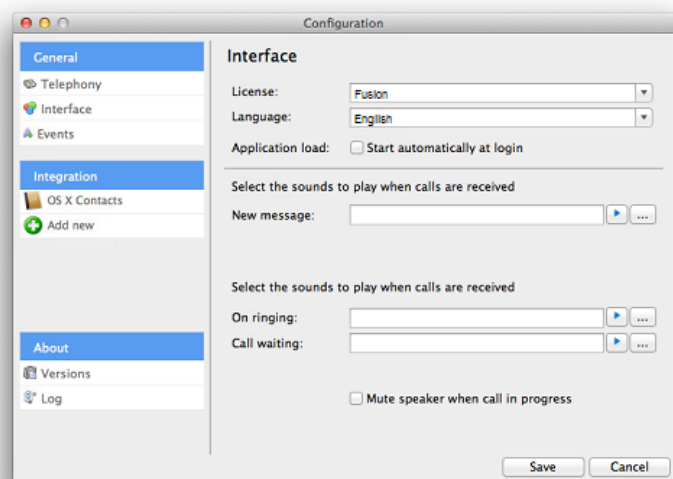 Configuration
General
Telephony
Interface
Events
Integration
OS X Contacts
Add new
About
Versions
Log
Interface
License: Fusion
Language: English
Application load: Start automatically at login
Select the sounds to play when calls are received
New message: ...
Select the sounds to play when calls are received
On ringing: ...
Call waiting: ...
Mute speaker when call in progress
Save Cancel